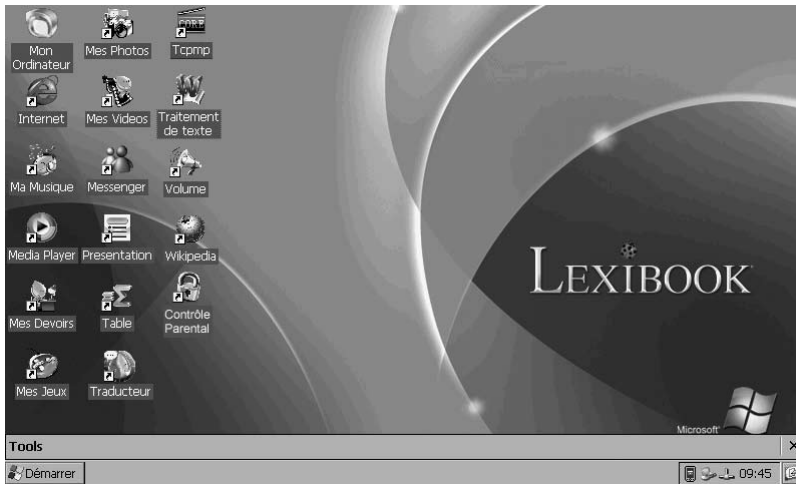 Mon
Ordinateur
Mes Photos
Tcpmp
CORE
Internet
Mes Videos
Traitement
de texte
Ma Musique
Messenger
Volume
Media Player
Presentation
Wikipedia
Mes Devoirs
Table
Contrôle
Parental
Mes Jeux
Traducteur
LEXIBOOK
Microsoft
Tools
Démarrer
09:45